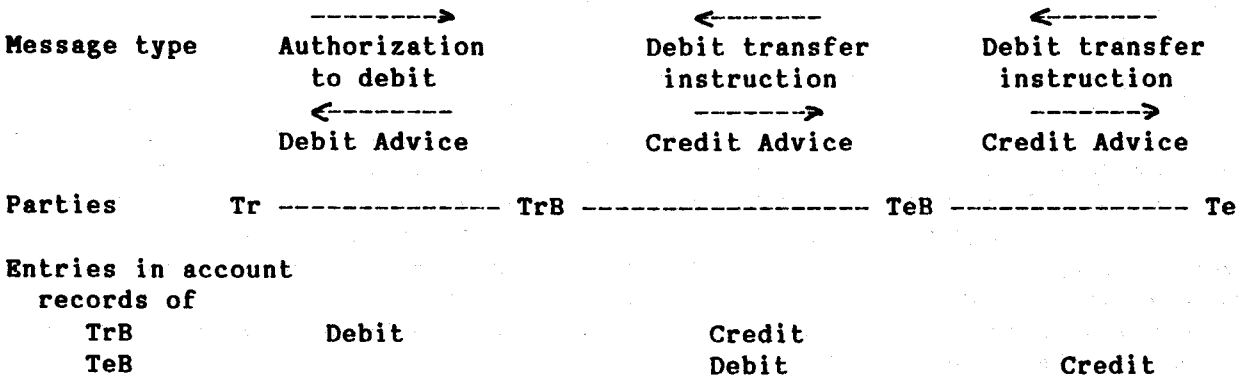 -------->          <--------          <--------
Message type     Authorization          Debit transfer          Debit transfer
to debit          instruction          instruction
<--------          -------->          -------->
Debit Advice          Credit Advice          Credit Advice
Parties     Tr -------------- TrB ------------------ TeB --------------- Te
Entries in account
records of
TrB     Debit          Credit
TeB          Debit          Credit